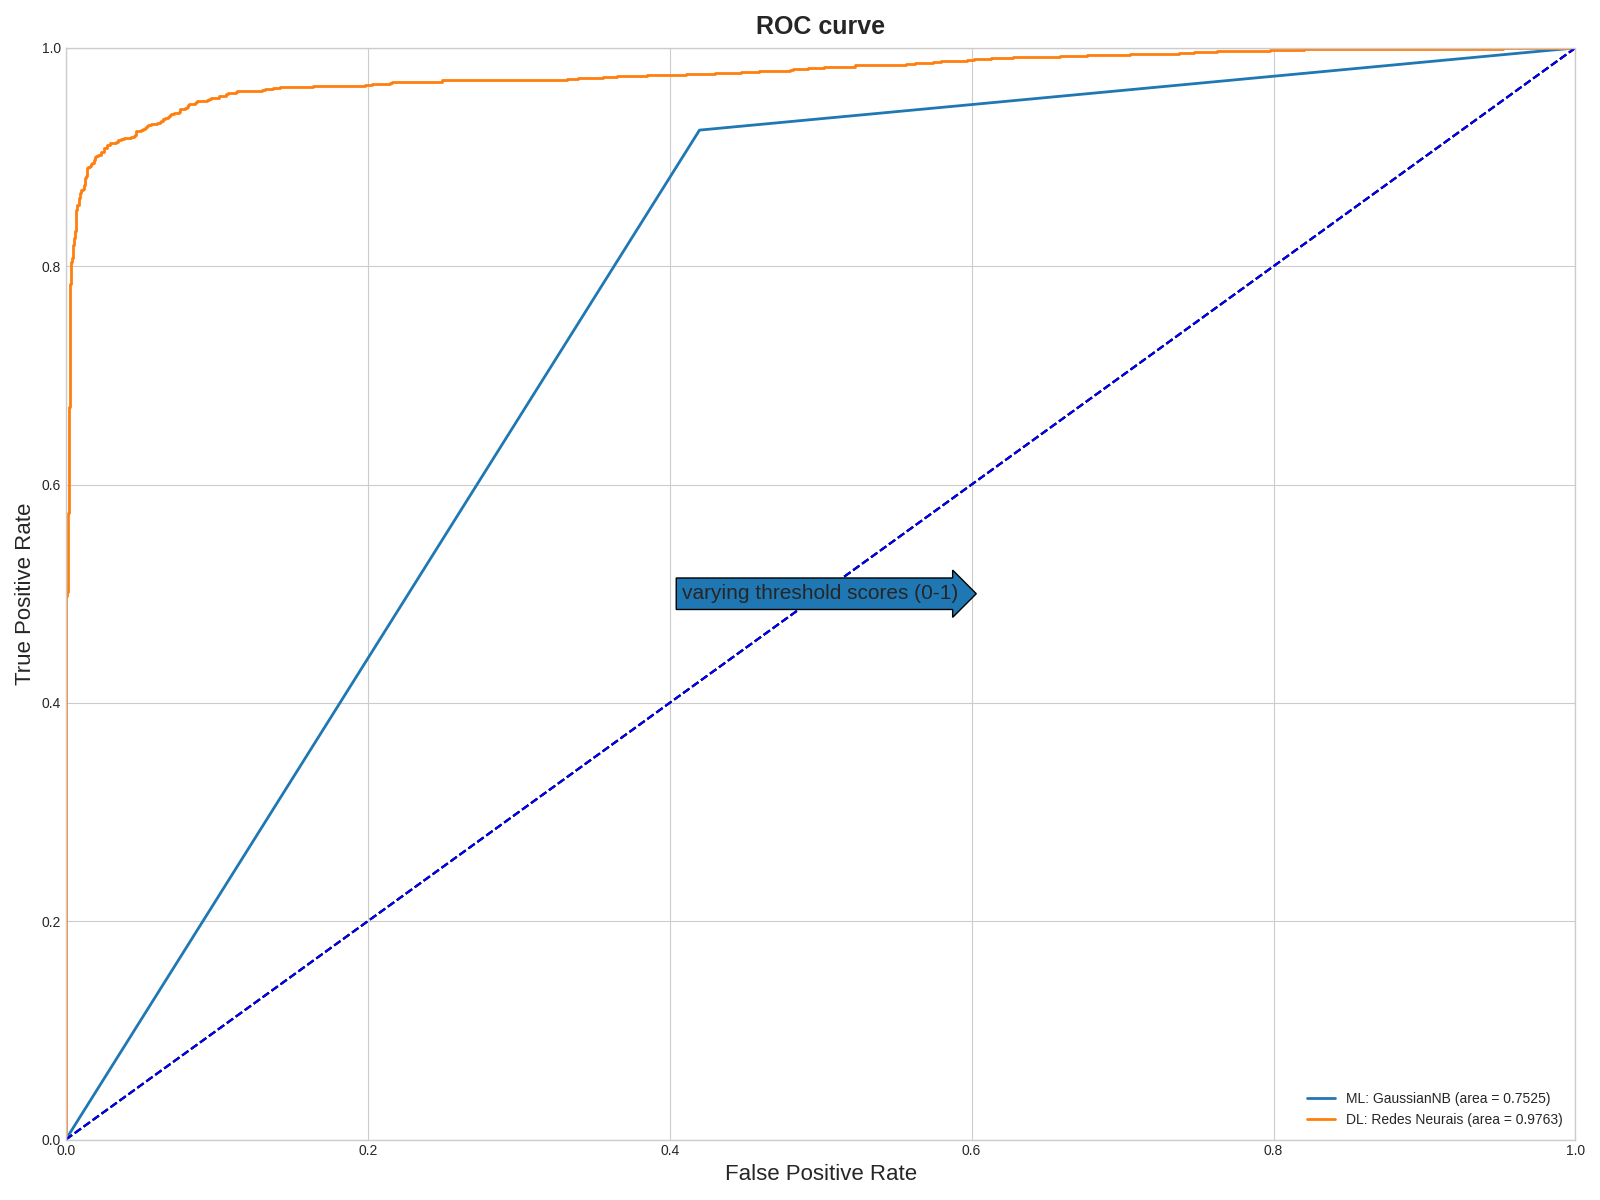 ROC curve
True Positive Rate
1.0
0.8
0.6
0.4
0.2
0.0
varying threshold scores (0-1)
ML: GaussianNB (area = 0.7525)
DL: Redes Neurais (area = 0.9763)
0.0 0.2 0.4 0.6 0.8 1.0
False Positive Rate